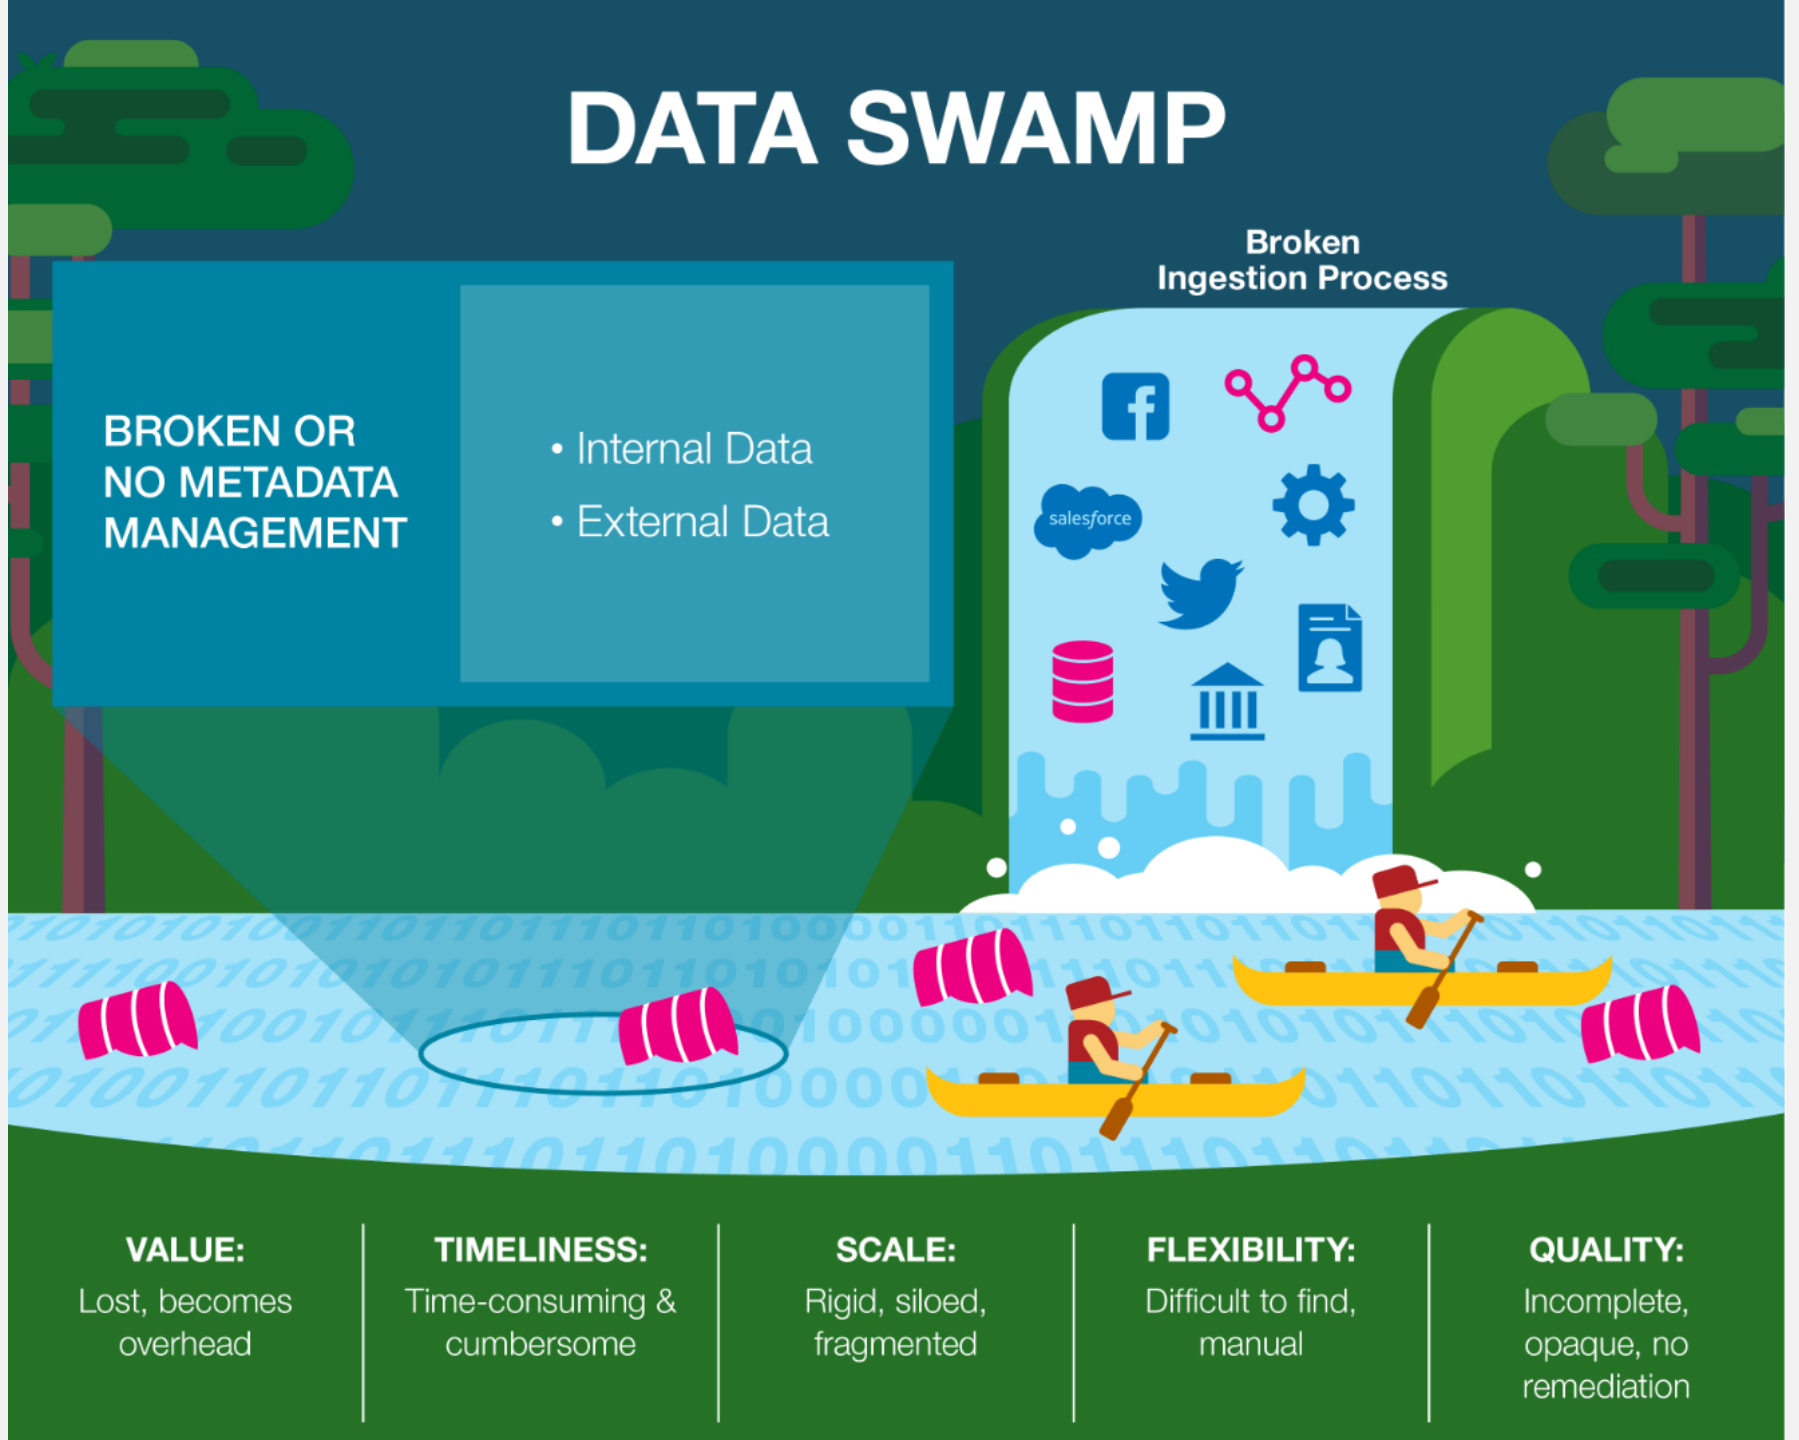 DATA SWAMP
Broken
Ingestion Process
BROKEN OR
NO METADATA
MANAGEMENT
• Internal Data
• External Data
salesforce
VALUE:
Lost, becomes
overhead
TIMELINESS:
Time-consuming &
cumbersome
SCALE:
Rigid, siloed,
fragmented
FLEXIBILITY:
Difficult to find,
manual
QUALITY:
Incomplete,
opaque, no
remediation